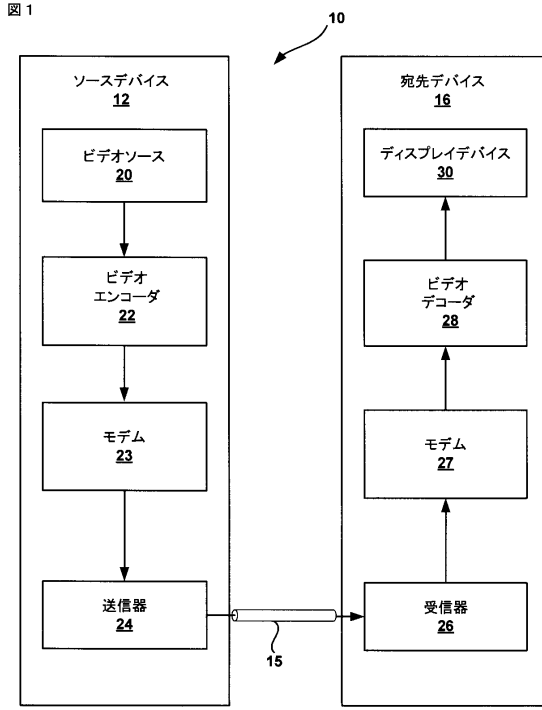 図1
10
ソースデバイス
12
ビデオソース
20
ビデオ
エンコーダ
22
モデム
23
送信器
24
15
宛先デバイス
16
ディスプレイデバイス
30
ビデオ
デコーダ
28
モデム
27
受信器
26